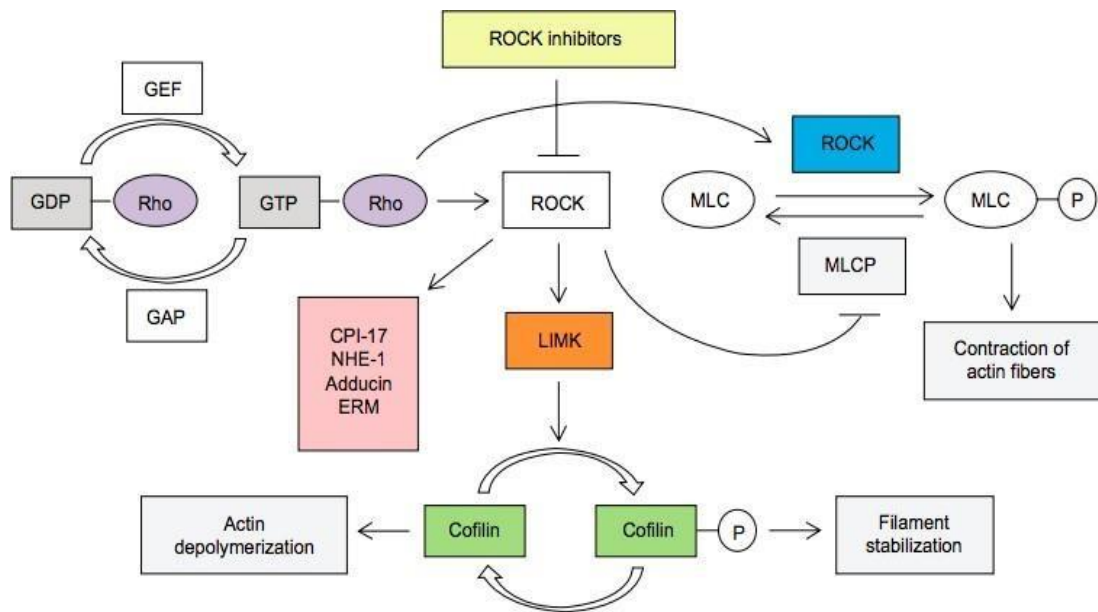 ROCK inhibitors
GEF
ROCK
GDP
Rho
GTP
Rho
ROCK
MLC
MLC
P
MLCP
GAP
CPI-17
NHE-1
Adducin
ERM
LIMK
Contraction of
actin fibers
Actin
depolymerization
Cofilin
Cofilin
P
Filament
stabilization